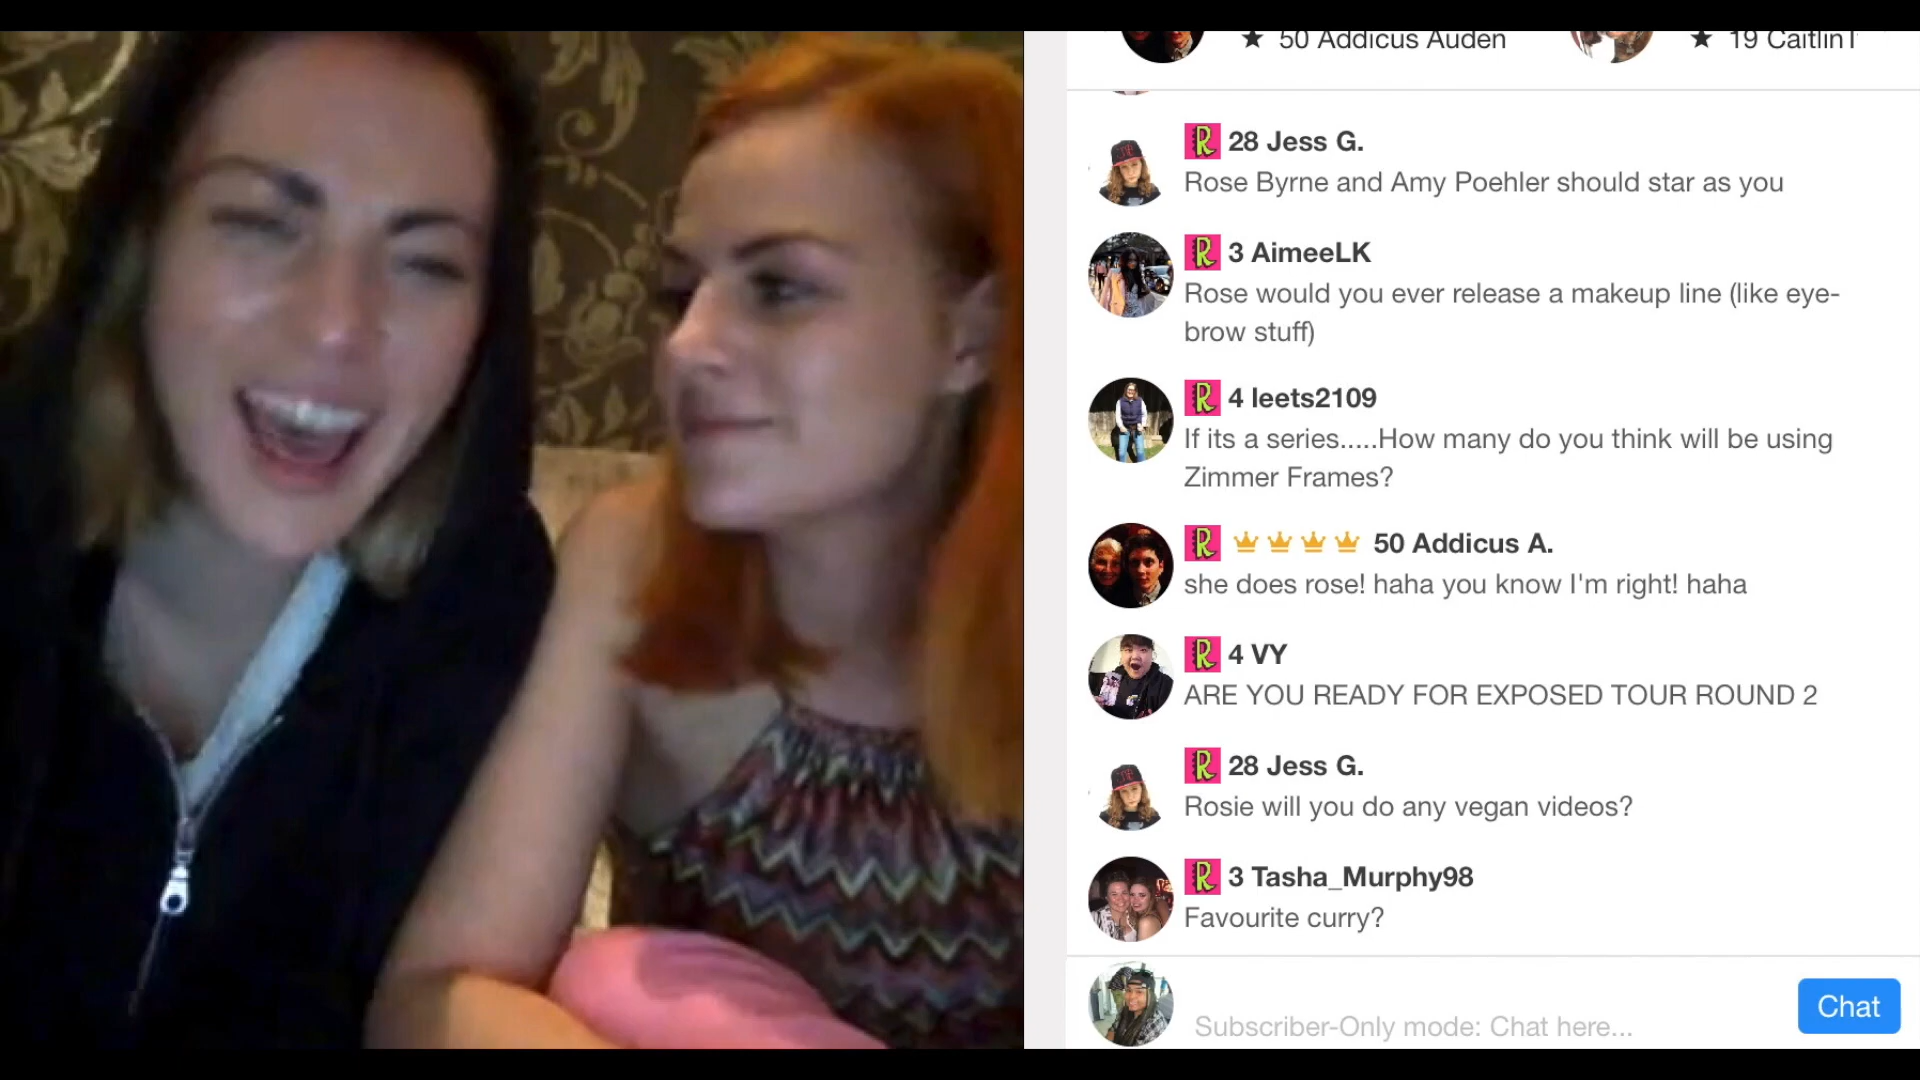 ★ 50 Addicus Auden ★ 19 Caitlin
R 28 Jess G.
Rose Byrne and Amy Poehler should star as you
R 3 AimeeLK
Rose would you ever release a makeup line (like eye-
brow stuff)
R 4 leets2109
If its a series.....How many do you think will be using
Zimmer Frames?
R 50 Addicus A.
she does rose! haha you know I'm right! haha
R 4 VY
ARE YOU READY FOR EXPOSED TOUR ROUND 2
R 28 Jess G.
Rosie will you do any vegan videos?
R 3 Tasha_Murphy98
Favourite curry?
Subscriber-Only mode: Chat here...
Chat